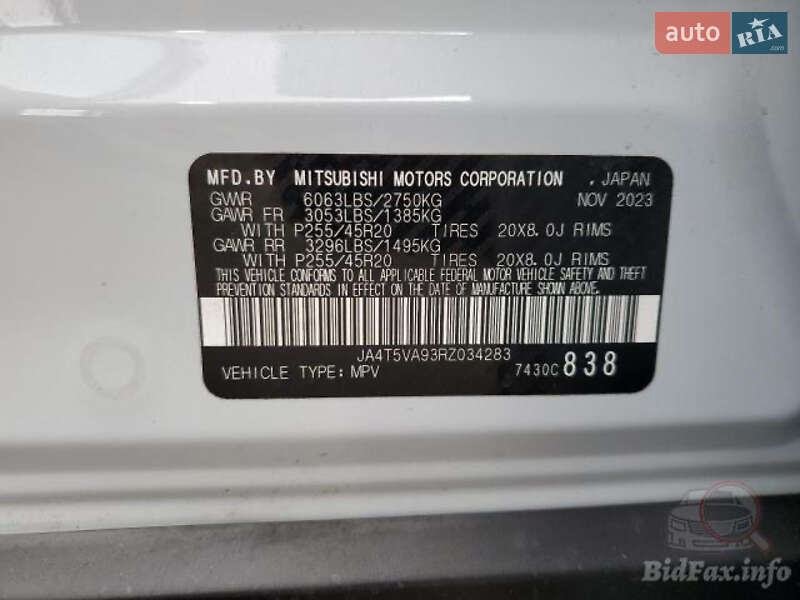 auto RIA .com
MFD.BY MITSUBISHI MOTORS CORPORATION , JAPAN
GVWR 6063LBS/2750KG NOV 2023
GAWR FR 3053LBS/1385KG
WITH P255/45R20 TIRES 20X8.0J RIMS
GAWR RR 3296LBS/1495KG
WITH P255/45R20 TIRES 20X8.0J RIMS
THIS VEHICLE CONFORMS TO ALL APPLICABLE FEDERAL MOTOR VEHICLE SAFETY AND THEFT
PREVENTION STANDARDS IN EFFECT ON THE DATE OF MANUFACTURE SHOWN ABOVE.
JA4T5VA93RZ034283
VEHICLE TYPE: MPV 7430C 838
BidFax.info